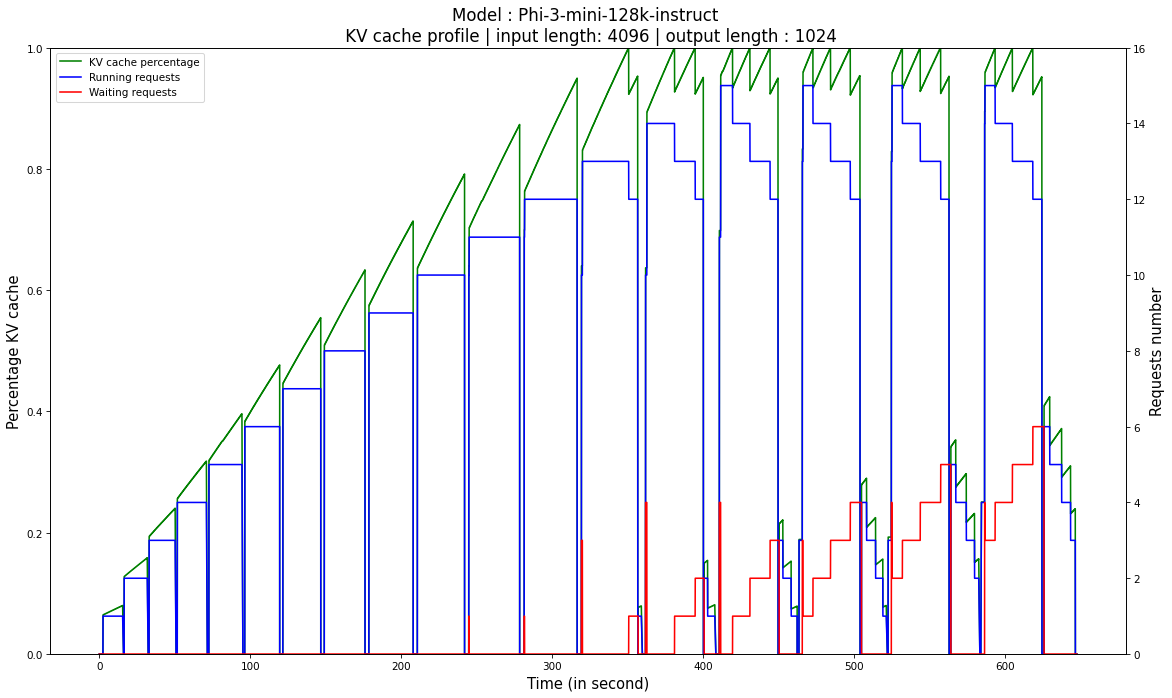 Model : Phi-3-mini-128k-instruct
KV cache profile | input length: 4096 | output length : 1024
KV cache percentage
Running requests
Waiting requests
Percentage KV cache
1.0
0.8
0.6
0.4
0.2
0.0
16
14
12
10
8
6
4
2
0
Requests number
0 100 200 300 400 500 600
Time (in second)